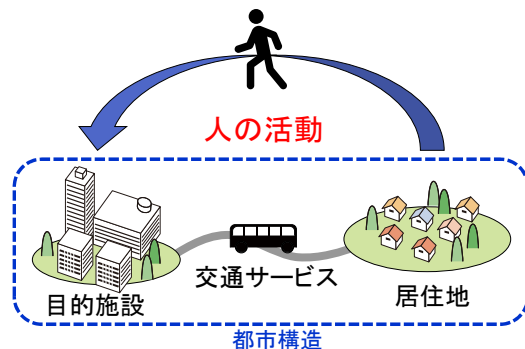 人の活動
交通サービス
目的施設
居住地
都市構造